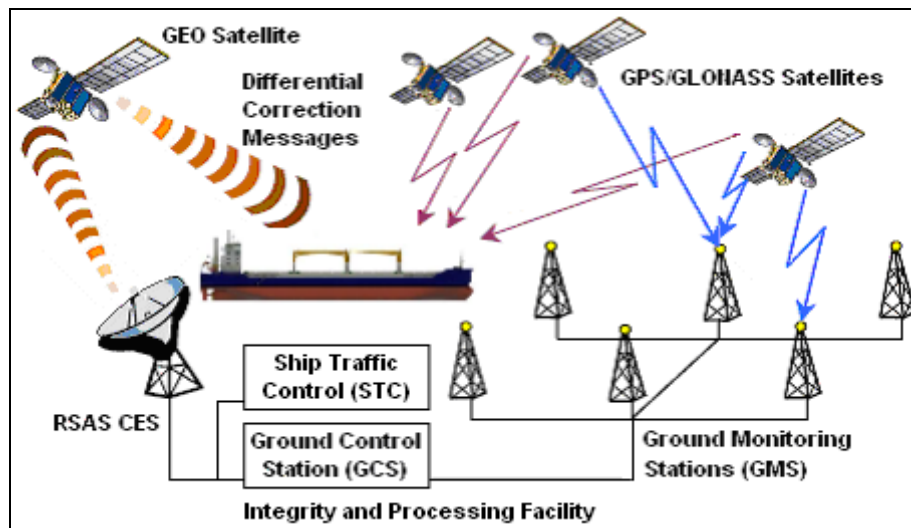 GEO Satellite
Differential
Correction
Messages
GPS/GLONASS Satellites
RSAS CES
Ship Traffic
Control (STC)
Ground Control
Station (GCS)
Ground Monitoring
Stations (GMS)
Integrity and Processing Facility